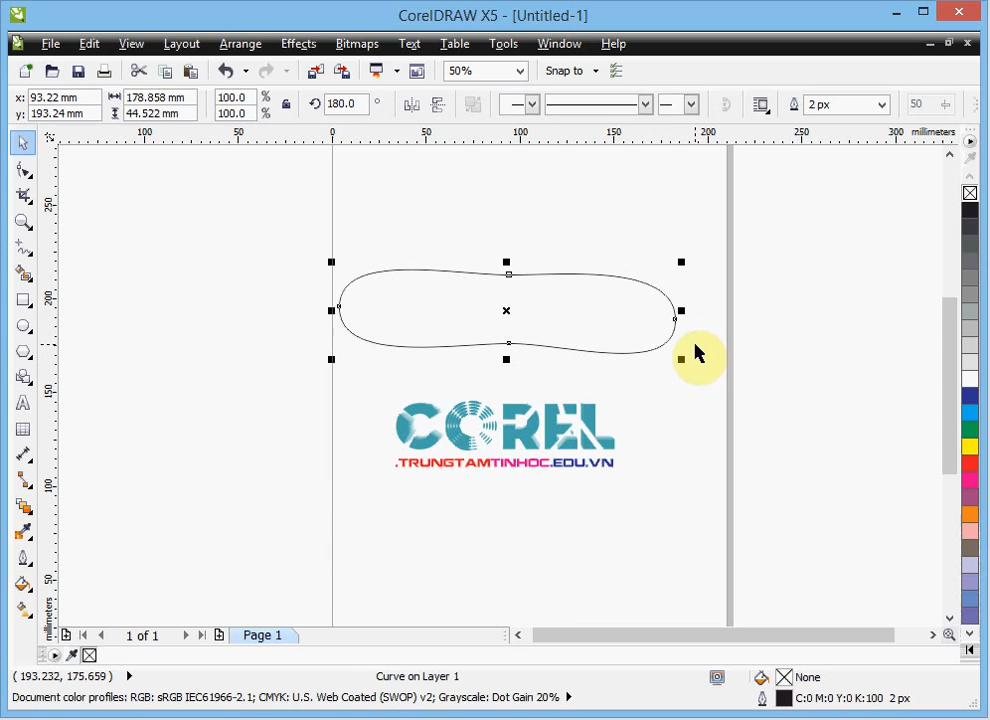 CorelDRAW X5 - [Untitled-1]
File Edit View Layout Arrange Effects Bitmaps Text Table Tools Window Help
50% Snap to
x: 93.22 mm 178.858 mm 100.0 % 180.0 ° 2 px 50
y: 193.24 mm 44.522 mm 100.0 %
100 50 0 50 100 150 200 250 300 millimeters
250
200
150
100
50
millimeters
COREL
.TRUNGTAMTINHOC.EDU.VN
1 of 1 Page 1
( 193.232, 175.659 ) Curve on Layer 1 None
Document color profiles: RGB: sRGB IEC61966-2.1; CMYK: U.S. Web Coated (SWOP) v2; Grayscale: Dot Gain 20% C:0 M:0 Y:0 K:100 2 px